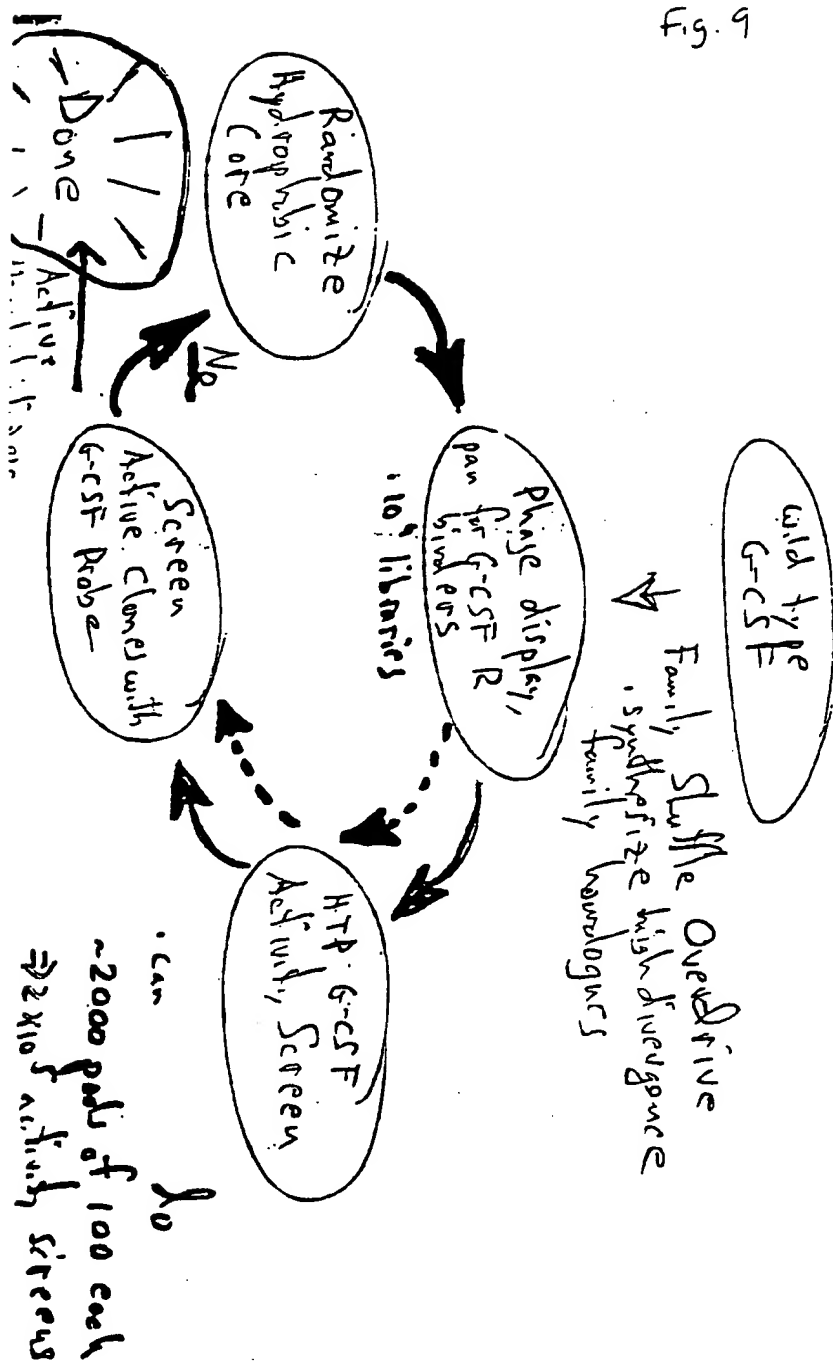 Fig. 9
wild type
G-CSF
Family Shuffle Overdrive
· synthesize high divergence
family homologues
Phage display,
pan for G-CSF R
binders
· 10⁹ libraries
HTP G-CSF
Activity Screen
· can do
~2000 pools of 100 each
⇒ 2x10⁵ activity screens
Screen
Active Clones with
G-CSF Probe
No
Randomize
Hydrophobic
Core
Active
Done